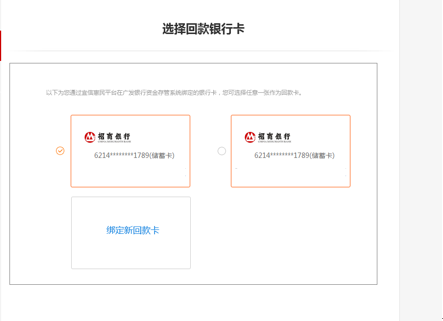 选择回款银行卡
以下为您通过宜信惠民平台在广发银行资金存管系统绑定的银行卡，您可选择任意一张作为回款卡。
招商银行
招商银行
6214********1789(储蓄卡)
6214********1789(储蓄卡)
绑定新回款卡